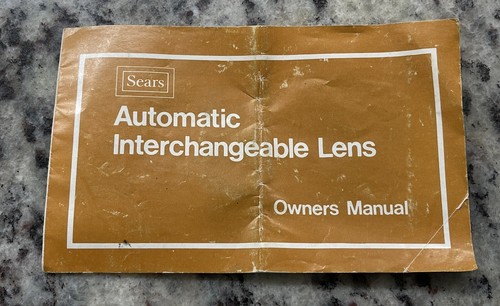 Sears
Automatic
Interchangeable Lens
Owners Manual